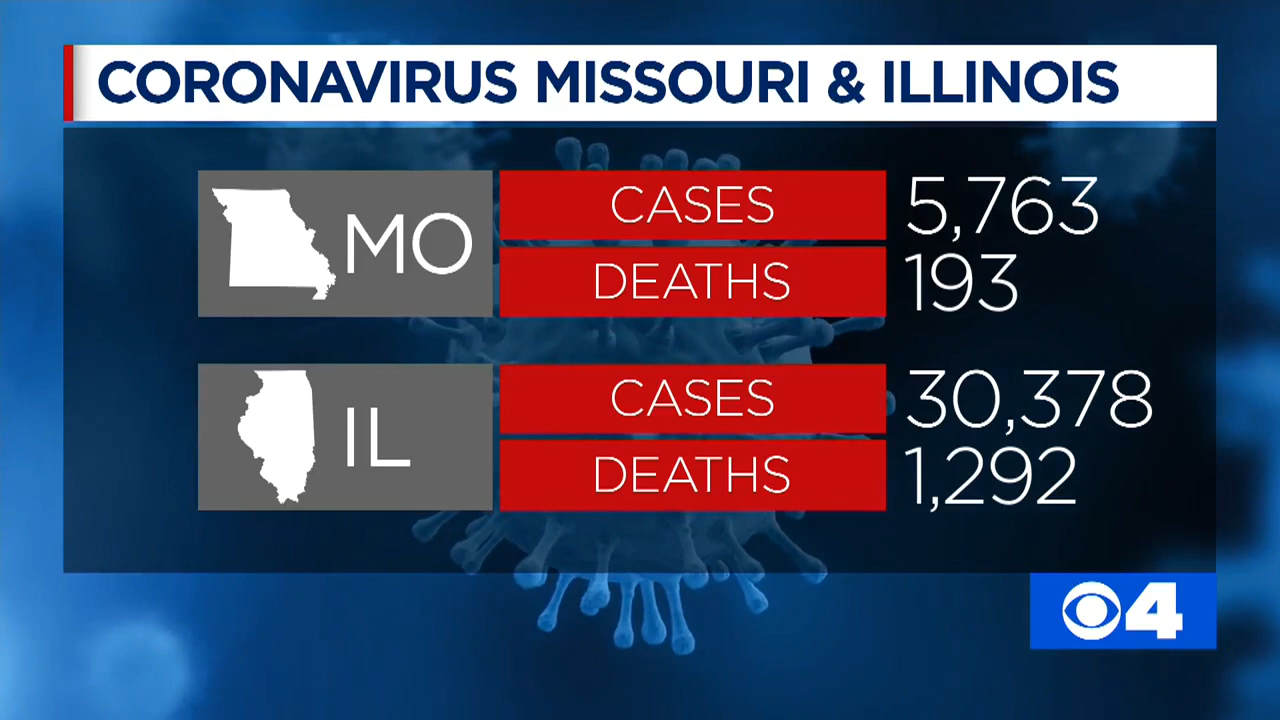 CORONAVIRUS MISSOURI & ILLINOIS
MO
CASES 5,763
DEATHS 193
IL
CASES 30,378
DEATHS 1,292
4